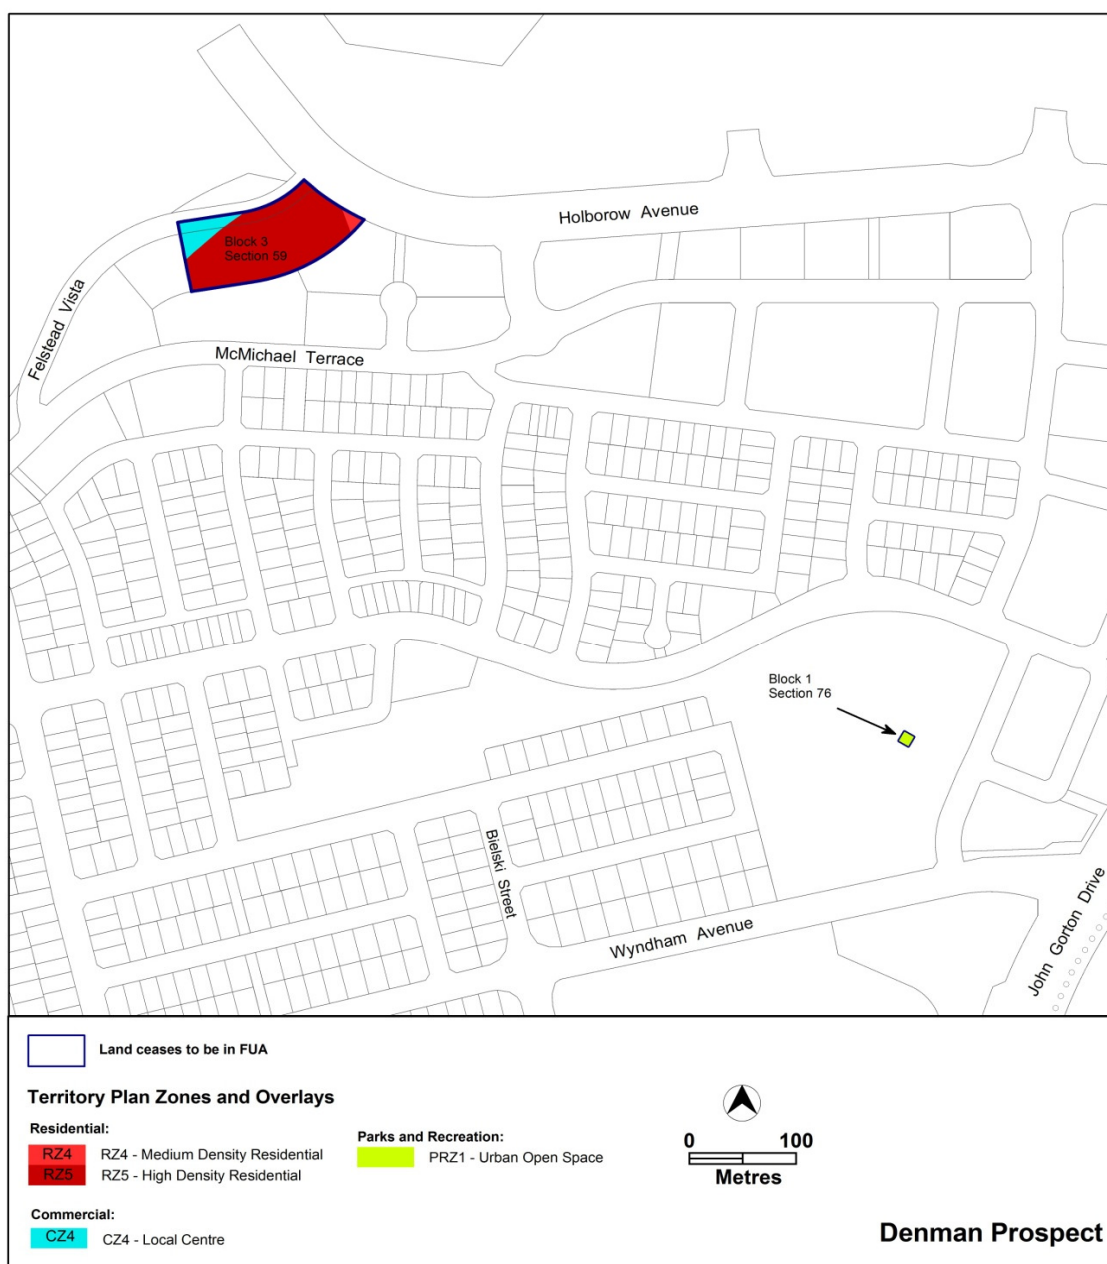 Holborow Avenue
Block 3
Section 59
Felstead Vista
McMichael Terrace
Block 1
Section 76
Bielski Street
Wyndham Avenue
John Gorton Drive
Land ceases to be in FUA
Territory Plan Zones and Overlays
Residential:
RZ4 RZ4 - Medium Density Residential
RZ5 RZ5 - High Density Residential
Commercial:
CZ4 CZ4 - Local Centre
Parks and Recreation:
PRZ1 - Urban Open Space
0 100
Metres
Denman Prospect